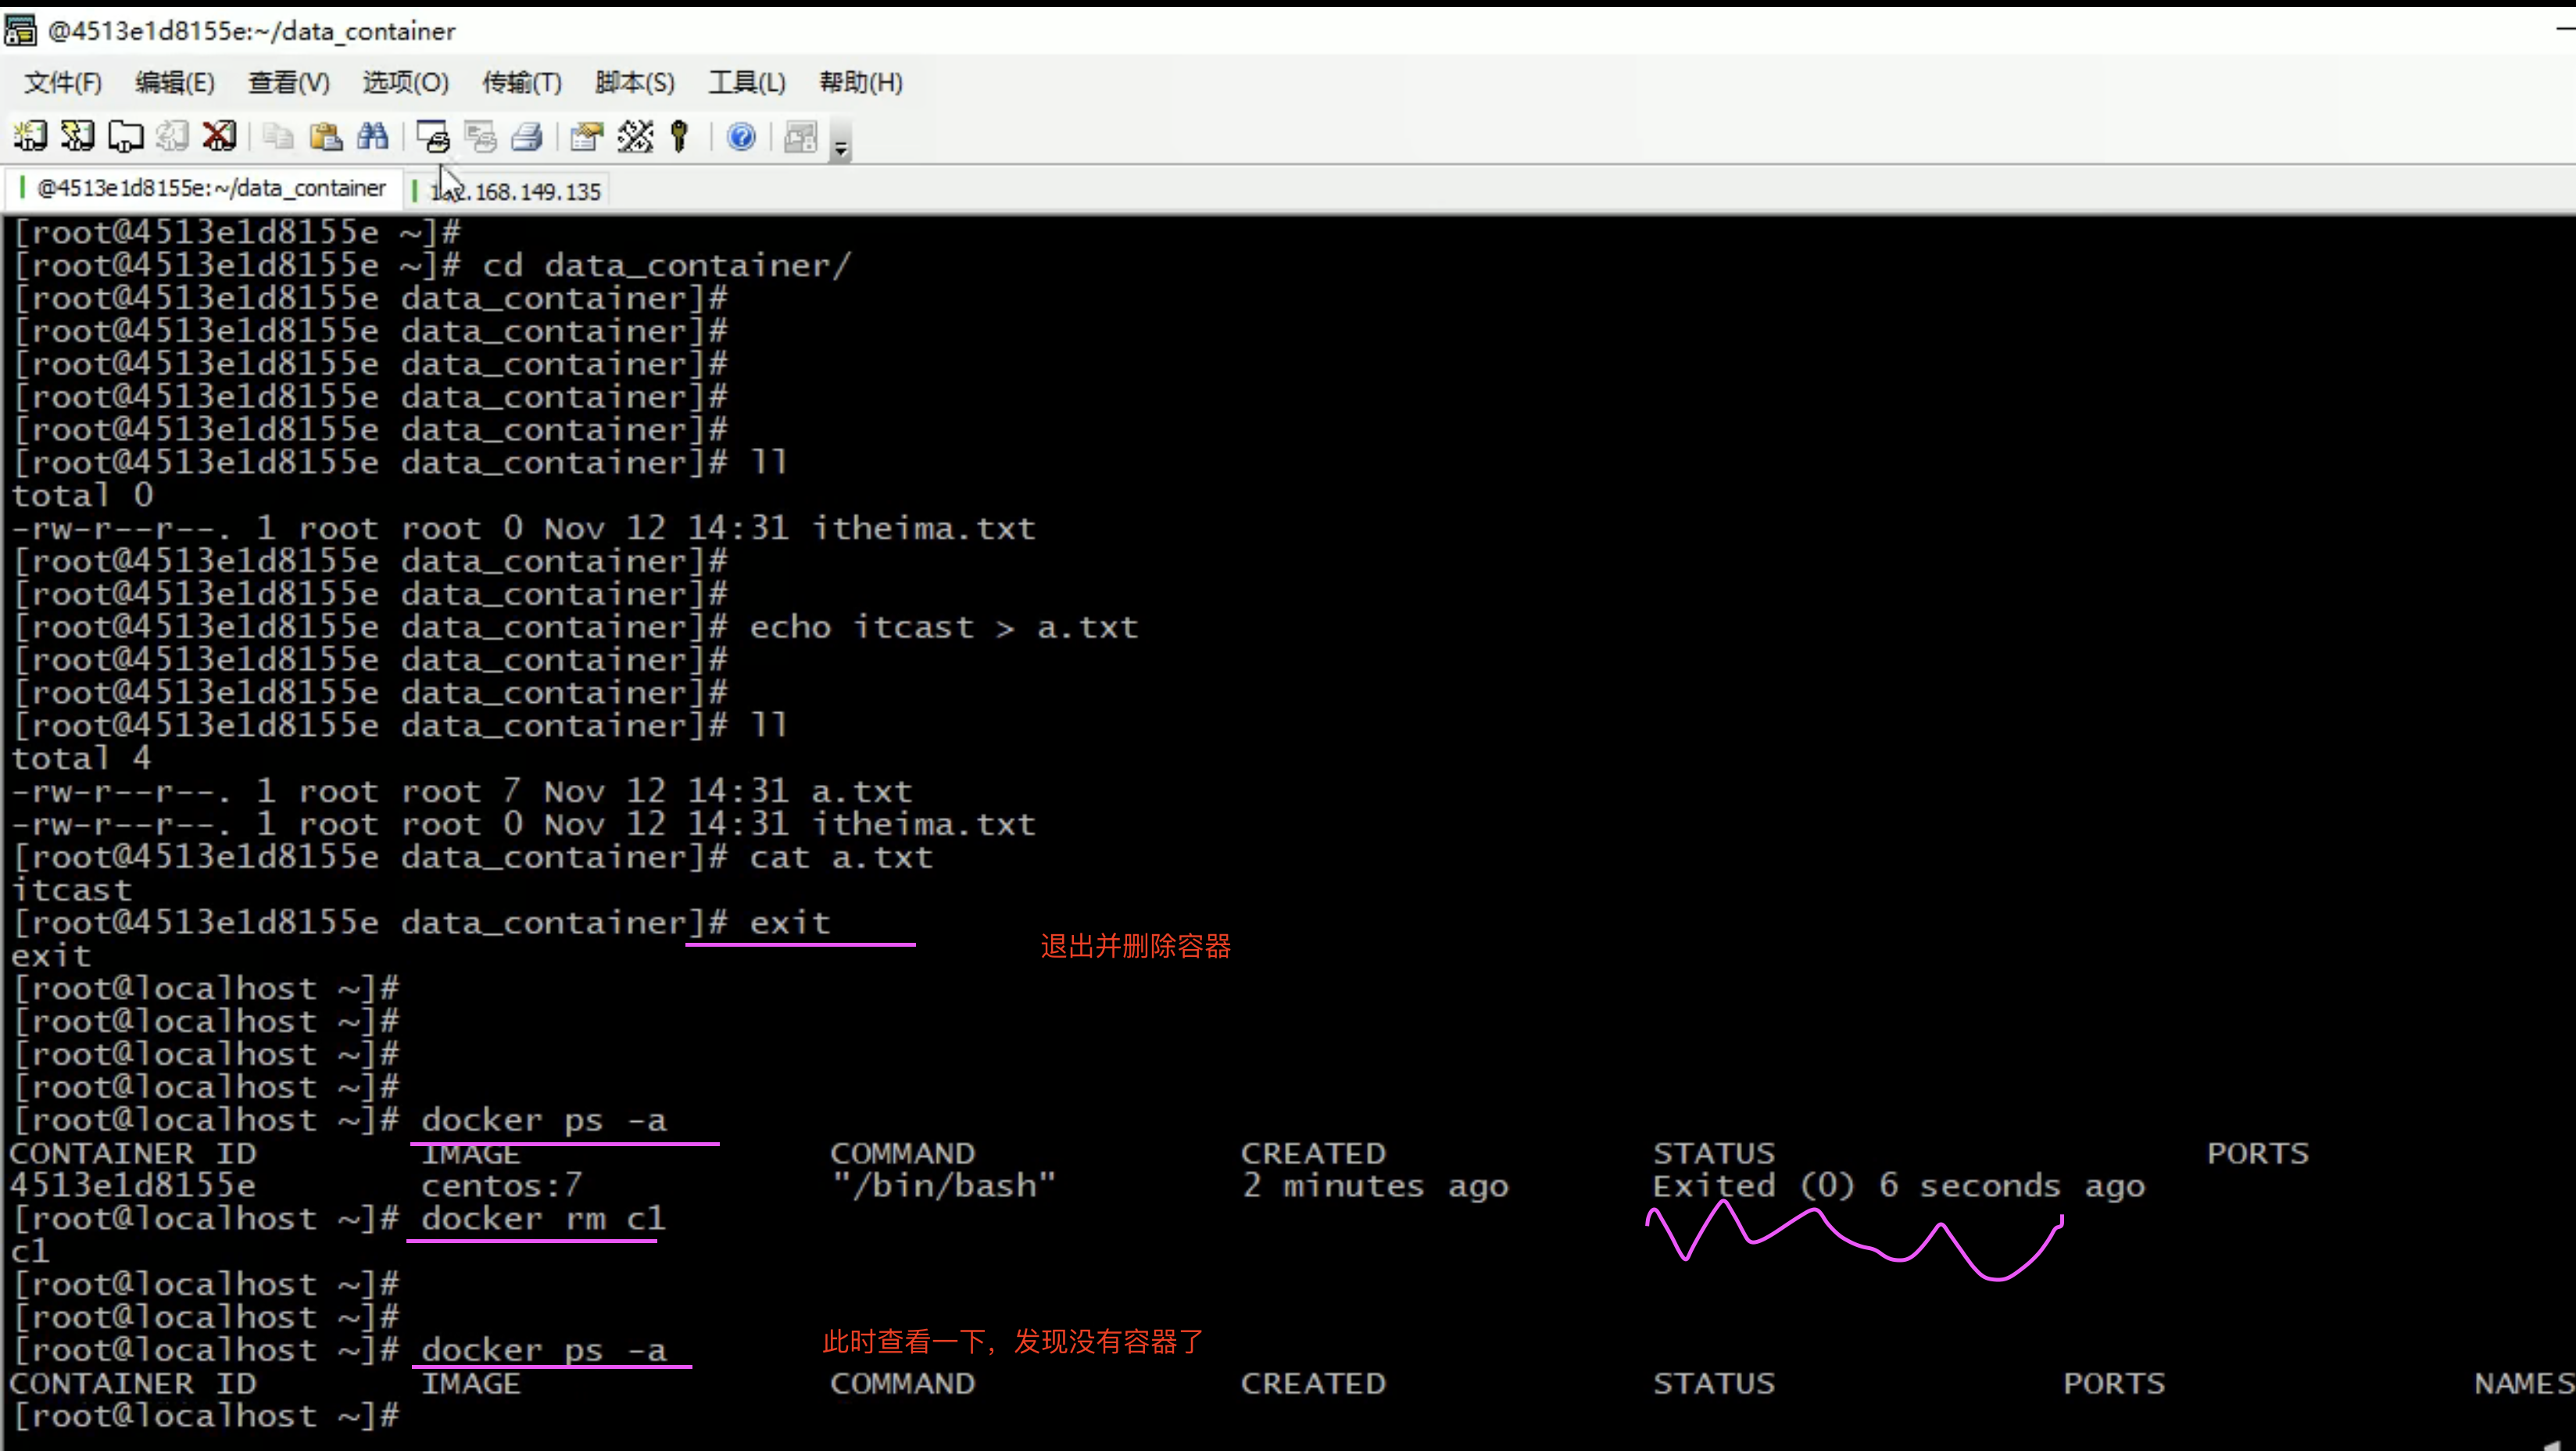 @4513e1d8155e:~/data_container
文件(F) 编辑(E) 查看(V) 选项(O) 传输(T) 脚本(S) 工具(L) 帮助(H)
@4513e1d8155e:~/data_container .168.149.135
[root@4513e1d8155e ~]#
[root@4513e1d8155e ~]# cd data_container/
[root@4513e1d8155e data_container]#
[root@4513e1d8155e data_container]#
[root@4513e1d8155e data_container]#
[root@4513e1d8155e data_container]#
[root@4513e1d8155e data_container]#
[root@4513e1d8155e data_container]# ll
total 0
-rw-r--r--. 1 root root 0 Nov 12 14:31 itheima.txt
[root@4513e1d8155e data_container]#
[root@4513e1d8155e data_container]#
[root@4513e1d8155e data_container]# echo itcast > a.txt
[root@4513e1d8155e data_container]#
[root@4513e1d8155e data_container]#
[root@4513e1d8155e data_container]# ll
total 4
-rw-r--r--. 1 root root 7 Nov 12 14:31 a.txt
-rw-r--r--. 1 root root 0 Nov 12 14:31 itheima.txt
[root@4513e1d8155e data_container]# cat a.txt
itcast
[root@4513e1d8155e data_container]# exit
退出并删除容器
exit
[root@localhost ~]#
[root@localhost ~]#
[root@localhost ~]#
[root@localhost ~]#
[root@localhost ~]# docker ps -a
CONTAINER ID IMAGE COMMAND CREATED STATUS PORTS
4513e1d8155e centos:7 "/bin/bash" 2 minutes ago Exited (0) 6 seconds ago
[root@localhost ~]# docker rm c1
c1
[root@localhost ~]#
[root@localhost ~]#
[root@localhost ~]# docker ps -a
此时查看一下，发现没有容器了
CONTAINER ID IMAGE COMMAND CREATED STATUS PORTS NAMES
[root@localhost ~]#